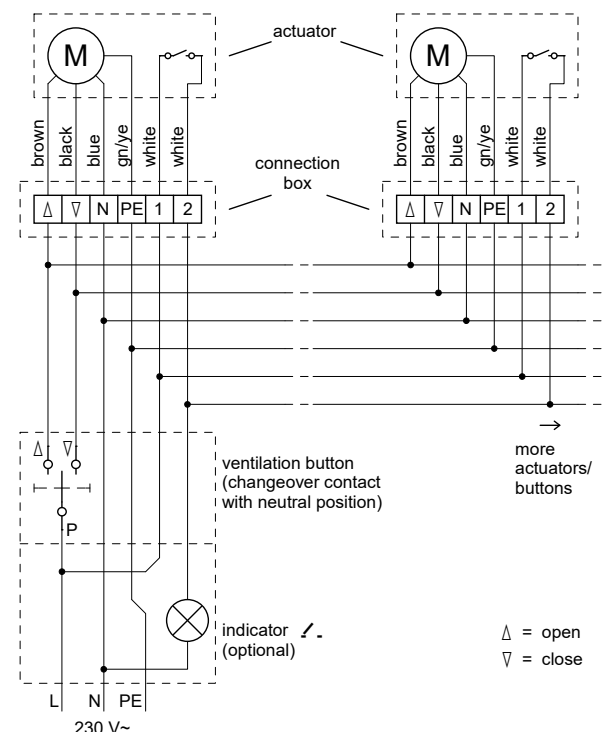 actuator
M
M
brown
black
blue
gn/ye
white
white
brown
black
blue
gn/ye
white
white
connection
box
N PE 1 2
N PE 1 2
more
actuators/
buttons
ventilation button
(changeover contact
with neutral position)
P
indicator
(optional)
= open
= close
L N PE
230 V~